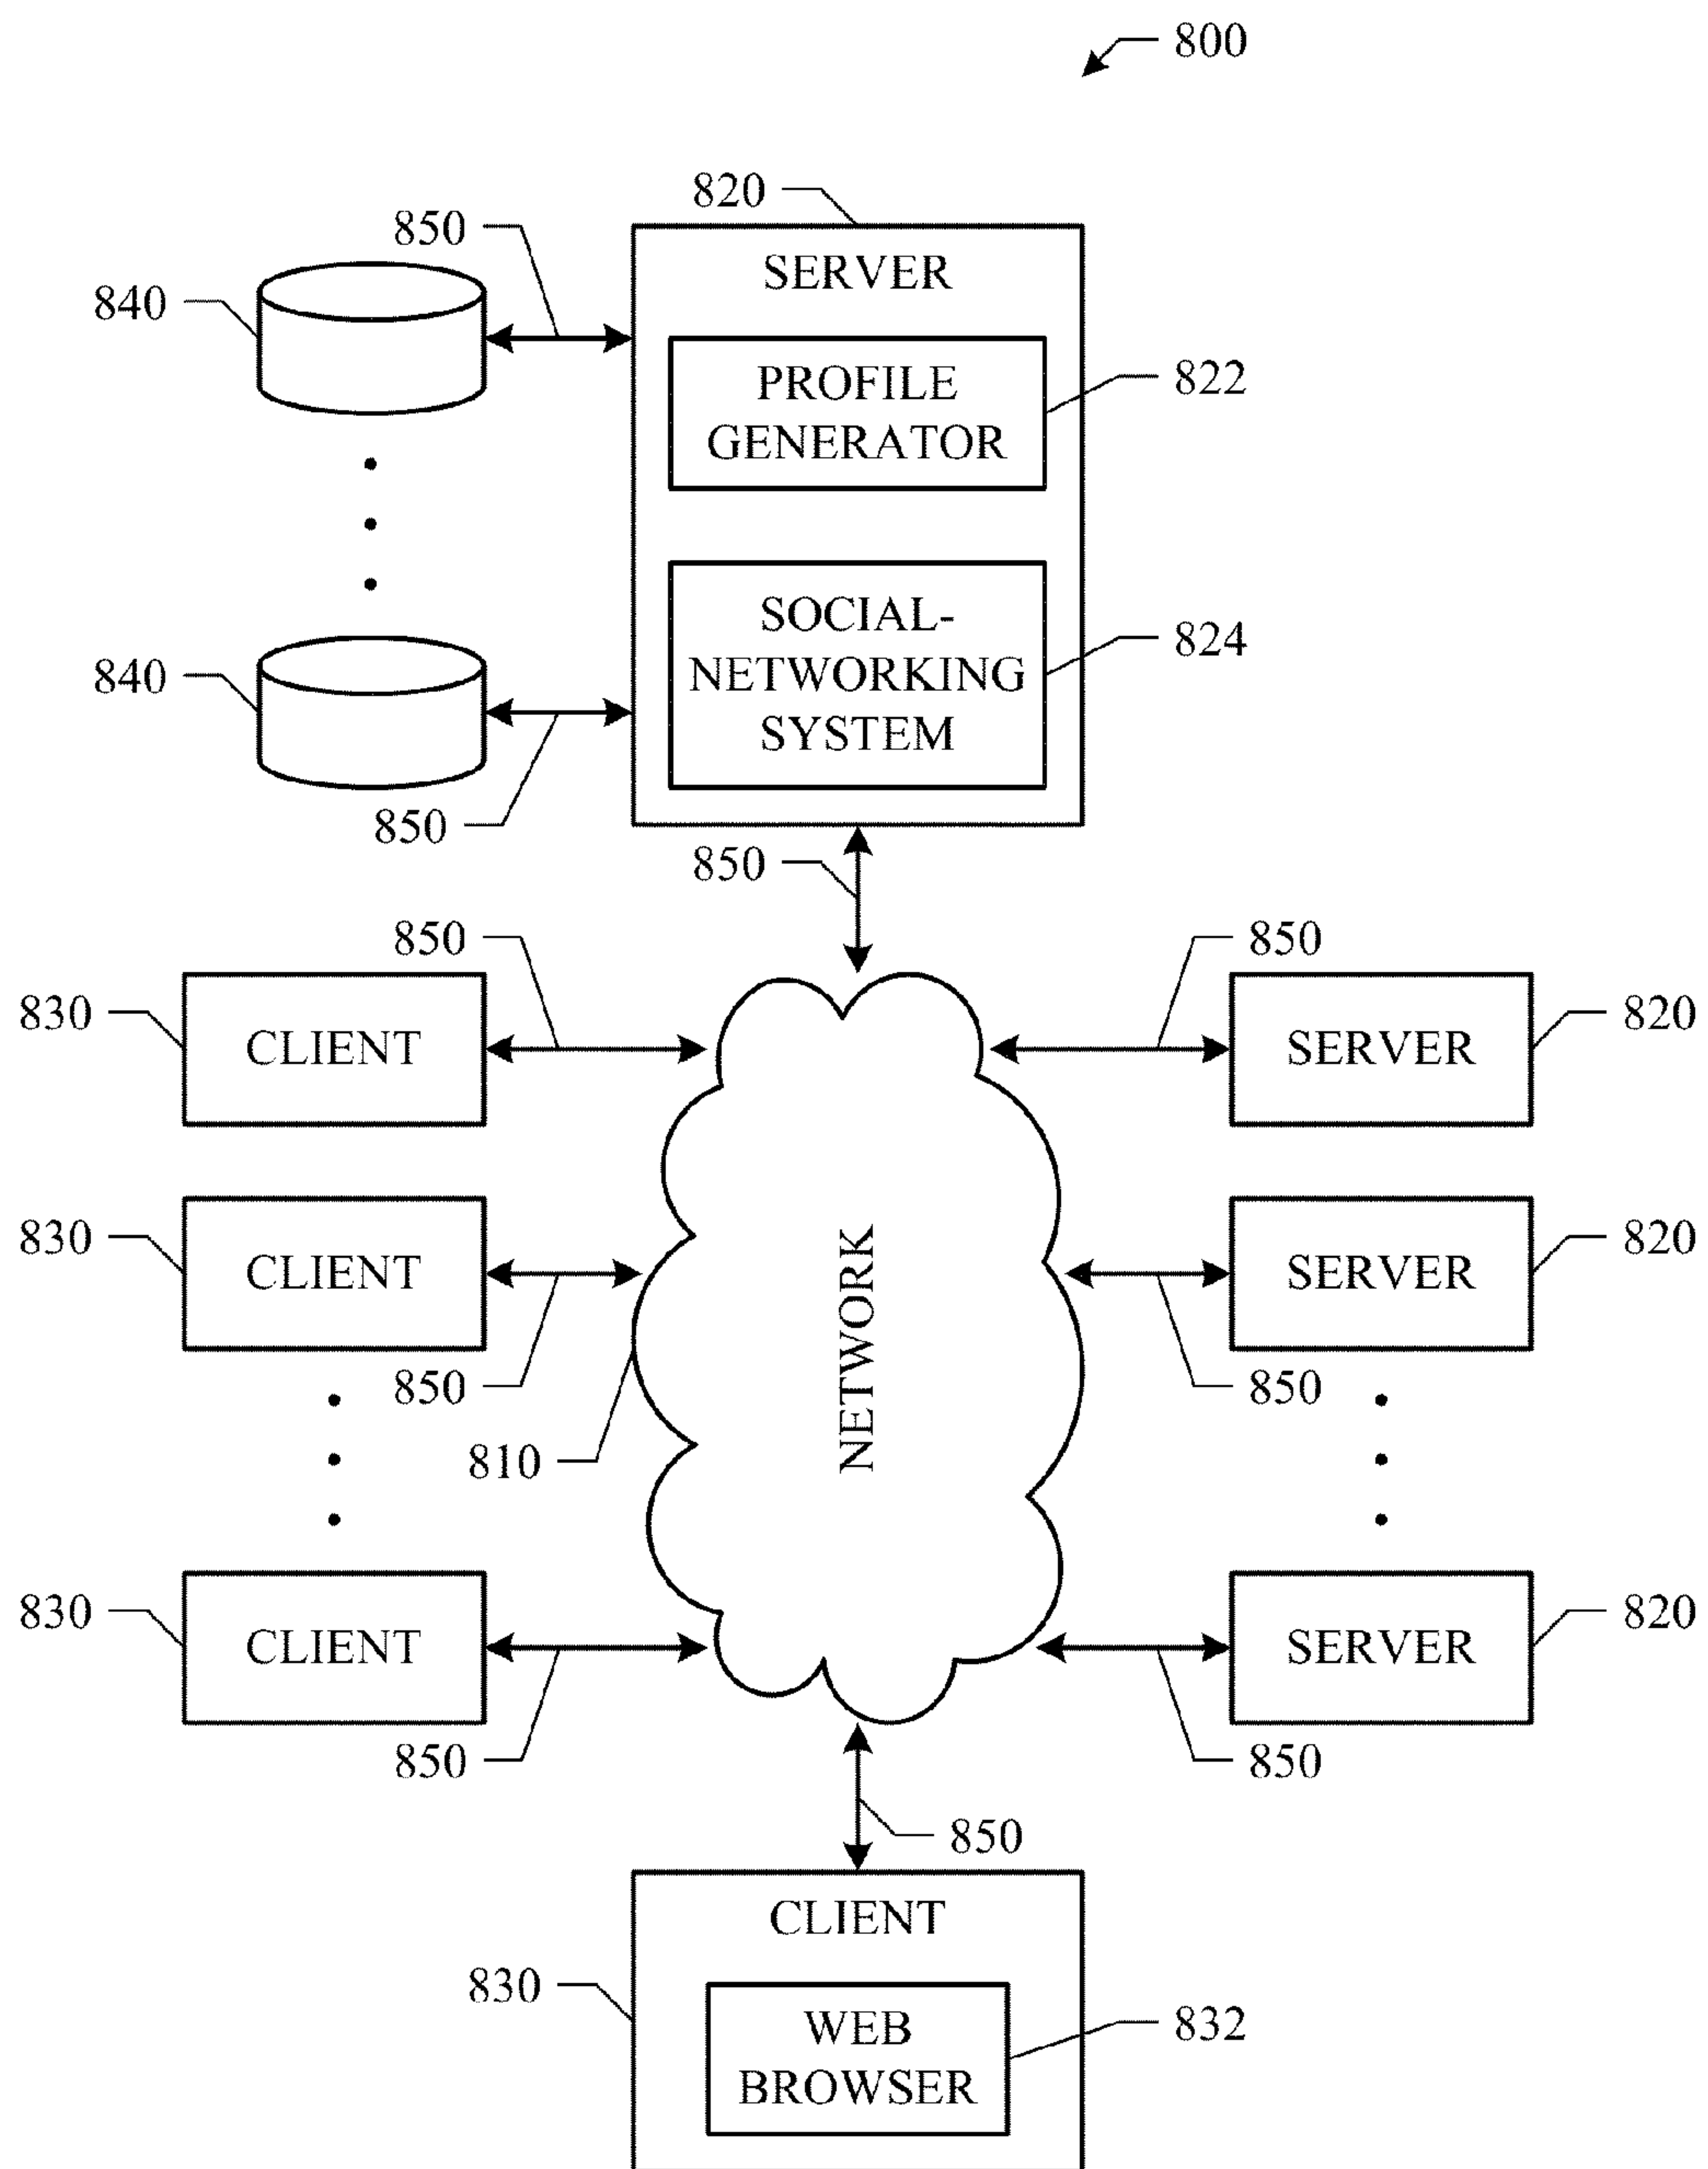 800
820
850
SERVER
840
PROFILE
GENERATOR
822
SOCIAL-
NETWORKING
SYSTEM
824
840
850
850
850
850
830
CLIENT
SERVER
820
830
CLIENT
SERVER
820
NETWORK
850
850
810
830
CLIENT
SERVER
820
850
850
850
CLIENT
830
WEB
BROWSER
832